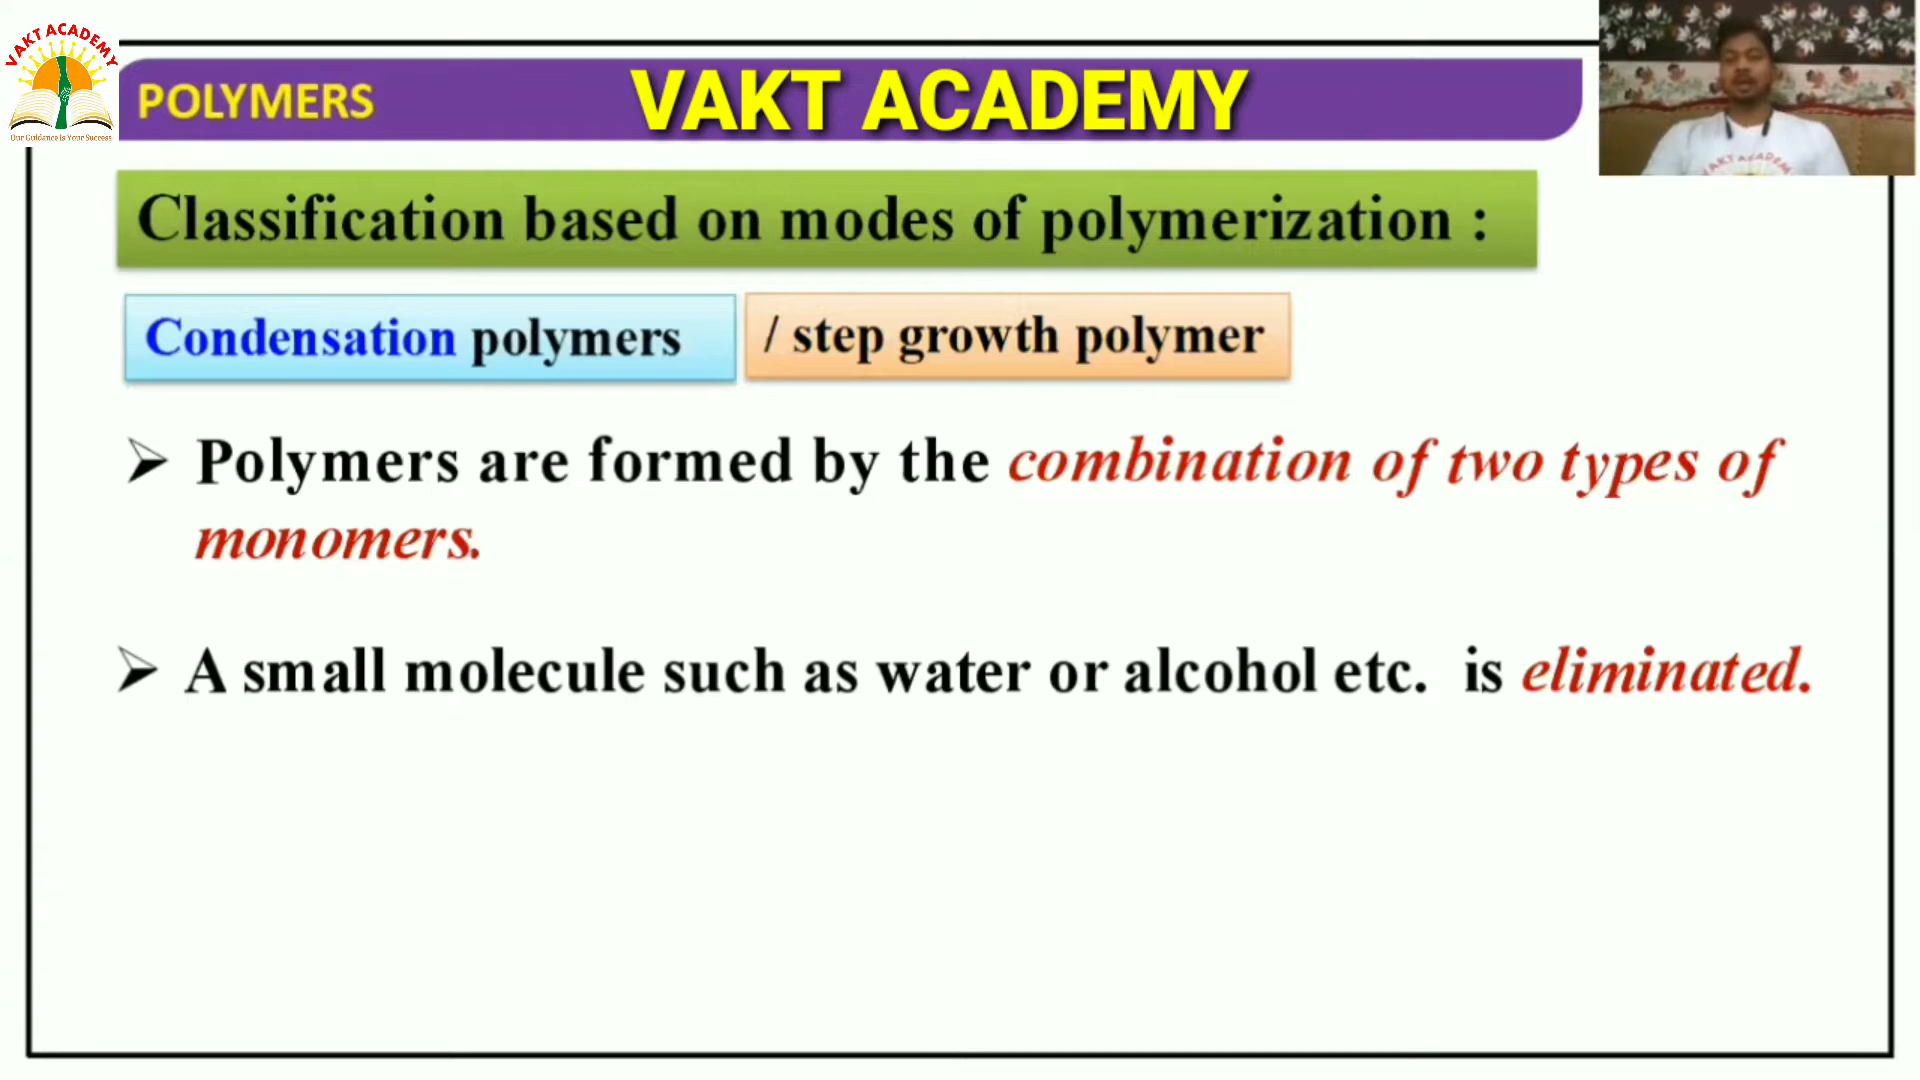 VAKT ACADEMY
Our Guidance is Your Success
POLYMERS
VAKT ACADEMY
VAKT ACADEMY
Classification based on modes of polymerization :
Condensation polymers
/ step growth polymer
➢ Polymers are formed by the combination of two types of
monomers.
➢ A small molecule such as water or alcohol etc. is eliminated.